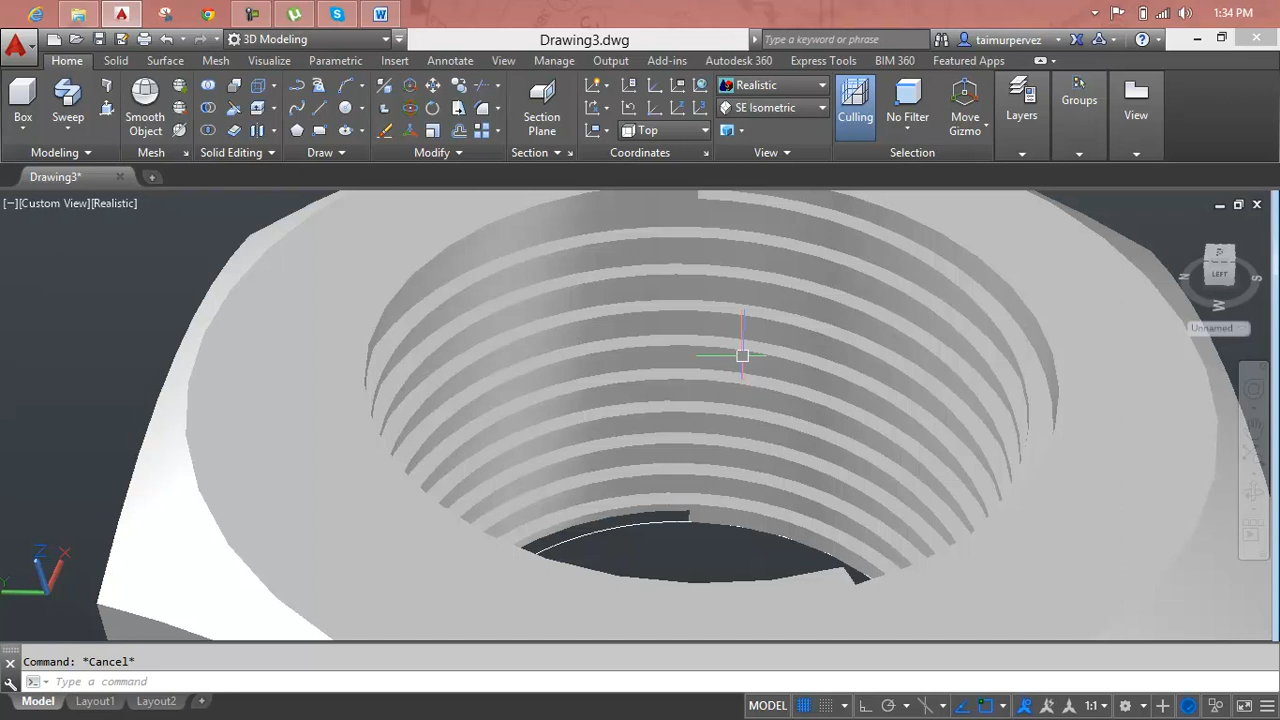 1:34 PM
3D Modeling
Drawing3.dwg
Type a keyword or phrase
taimurpervez
Home
Solid
Surface
Mesh
Visualize
Parametric
Insert
Annotate
View
Manage
Output
Add-ins
Autodesk 360
Express Tools
BIM 360
Featured Apps
Box
Sweep
Smooth
Object
Section
Plane
Realistic
SE Isometric
Top
Culling
No Filter
Move
Gizmo
Layers
Groups
View
Modeling
Mesh
Solid Editing
Draw
Modify
Section
Coordinates
View
Selection
Drawing3*
[−][Custom View][Realistic]
N
LEFT
S
W
Unnamed
Z
X
Y
Command: *Cancel*
Type a command
Model
Layout1
Layout2
MODEL
1:1